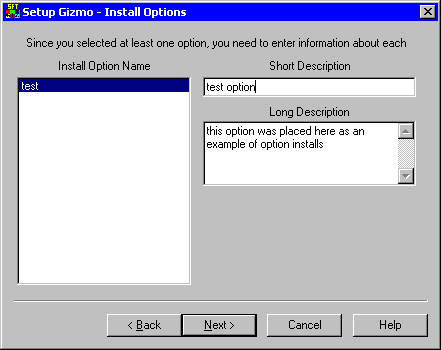 SFT
Setup Gizmo - Install Options
Since you selected at least one option, you need to enter information about each
Install Option Name
Short Description
test
test option
Long Description
this option was placed here as an
example of option installs
< Back
Next >
Cancel
Help